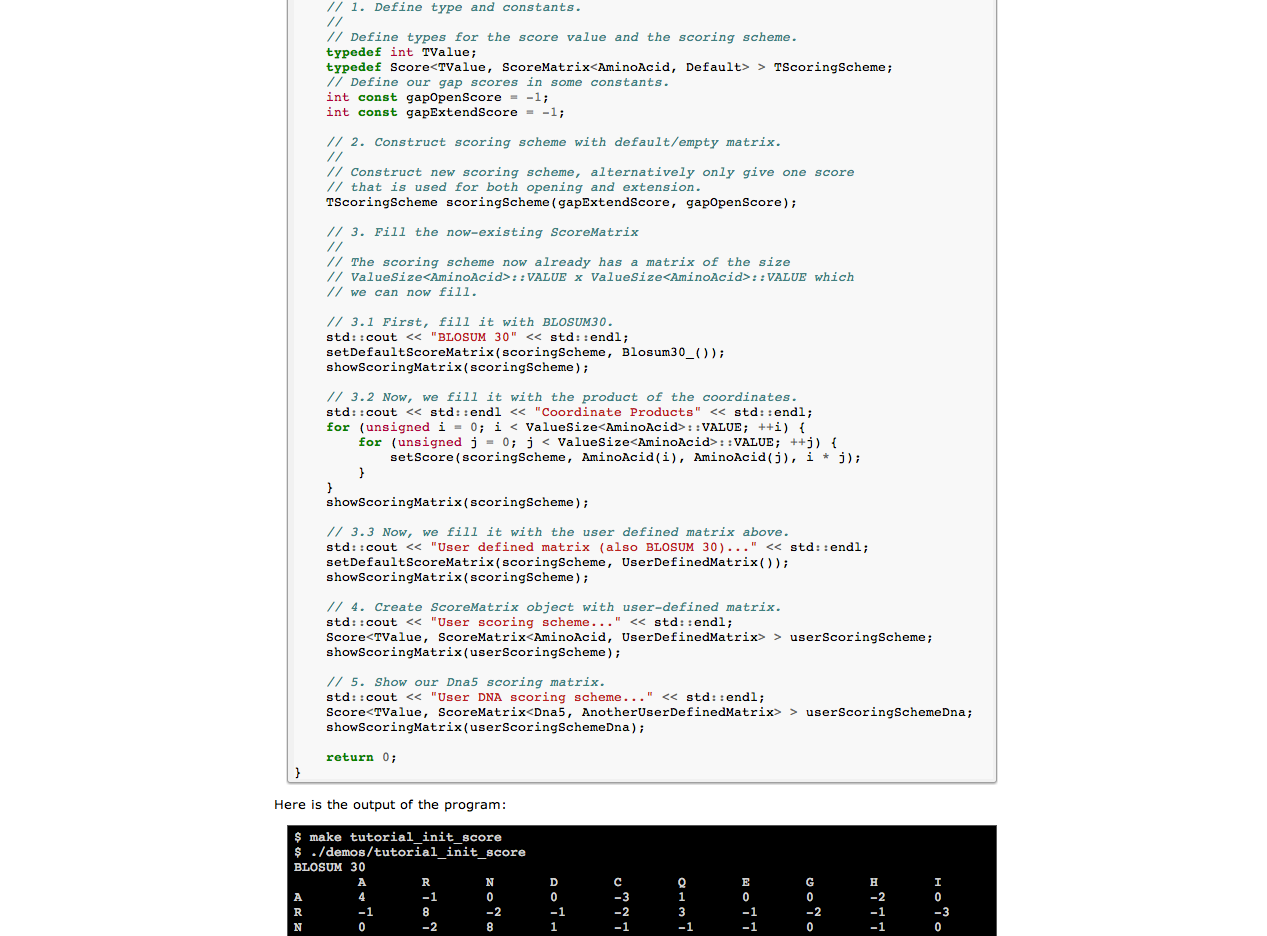 // 1. Define type and constants.
//
// Define types for the score value and the scoring scheme.
typedef int TValue;
typedef Score<TValue, ScoreMatrix<AminoAcid, Default> > TScoringScheme;
// Define our gap scores in some constants.
int const gapOpenScore = -1;
int const gapExtendScore = -1;
// 2. Construct scoring scheme with default/empty matrix.
//
// Construct new scoring scheme, alternatively only give one score
// that is used for both opening and extension.
TScoringScheme scoringScheme(gapExtendScore, gapOpenScore);
// 3. Fill the now-existing ScoreMatrix
//
// The scoring scheme now already has a matrix of the size
// ValueSize<AminoAcid>::VALUE x ValueSize<AminoAcid>::VALUE which
// we can now fill.
// 3.1 First, fill it with BLOSUM30.
std::cout << "BLOSUM 30" << std::endl;
setDefaultScoreMatrix(scoringScheme, Blosum30_());
showScoringMatrix(scoringScheme);
// 3.2 Now, we fill it with the product of the coordinates.
std::cout << std::endl << "Coordinate Products" << std::endl;
for (unsigned i = 0; i < ValueSize<AminoAcid>::VALUE; ++i) {
for (unsigned j = 0; j < ValueSize<AminoAcid>::VALUE; ++j) {
setScore(scoringScheme, AminoAcid(i), AminoAcid(j), i * j);
}
}
showScoringMatrix(scoringScheme);
// 3.3 Now, we fill it with the user defined matrix above.
std::cout << "User defined matrix (also BLOSUM 30)..." << std::endl;
setDefaultScoreMatrix(scoringScheme, UserDefinedMatrix());
showScoringMatrix(scoringScheme);
// 4. Create ScoreMatrix object with user-defined matrix.
std::cout << "User scoring scheme..." << std::endl;
Score<TValue, ScoreMatrix<AminoAcid, UserDefinedMatrix> > userScoringScheme;
showScoringMatrix(userScoringScheme);
// 5. Show our Dna5 scoring matrix.
std::cout << "User DNA scoring scheme..." << std::endl;
Score<TValue, ScoreMatrix<Dna5, AnotherUserDefinedMatrix> > userScoringSchemeDna;
showScoringMatrix(userScoringSchemeDna);
return 0;
}
Here is the output of the program:
$ make tutorial_init_score
$ ./demos/tutorial_init_score
BLOSUM 30
A R N D C Q E G H I
A 4 -1 0 0 -3 1 0 0 -2 0
R -1 8 -2 -1 -2 3 -1 -2 -1 -3
N 0 -2 8 1 -1 -1 -1 0 -1 0